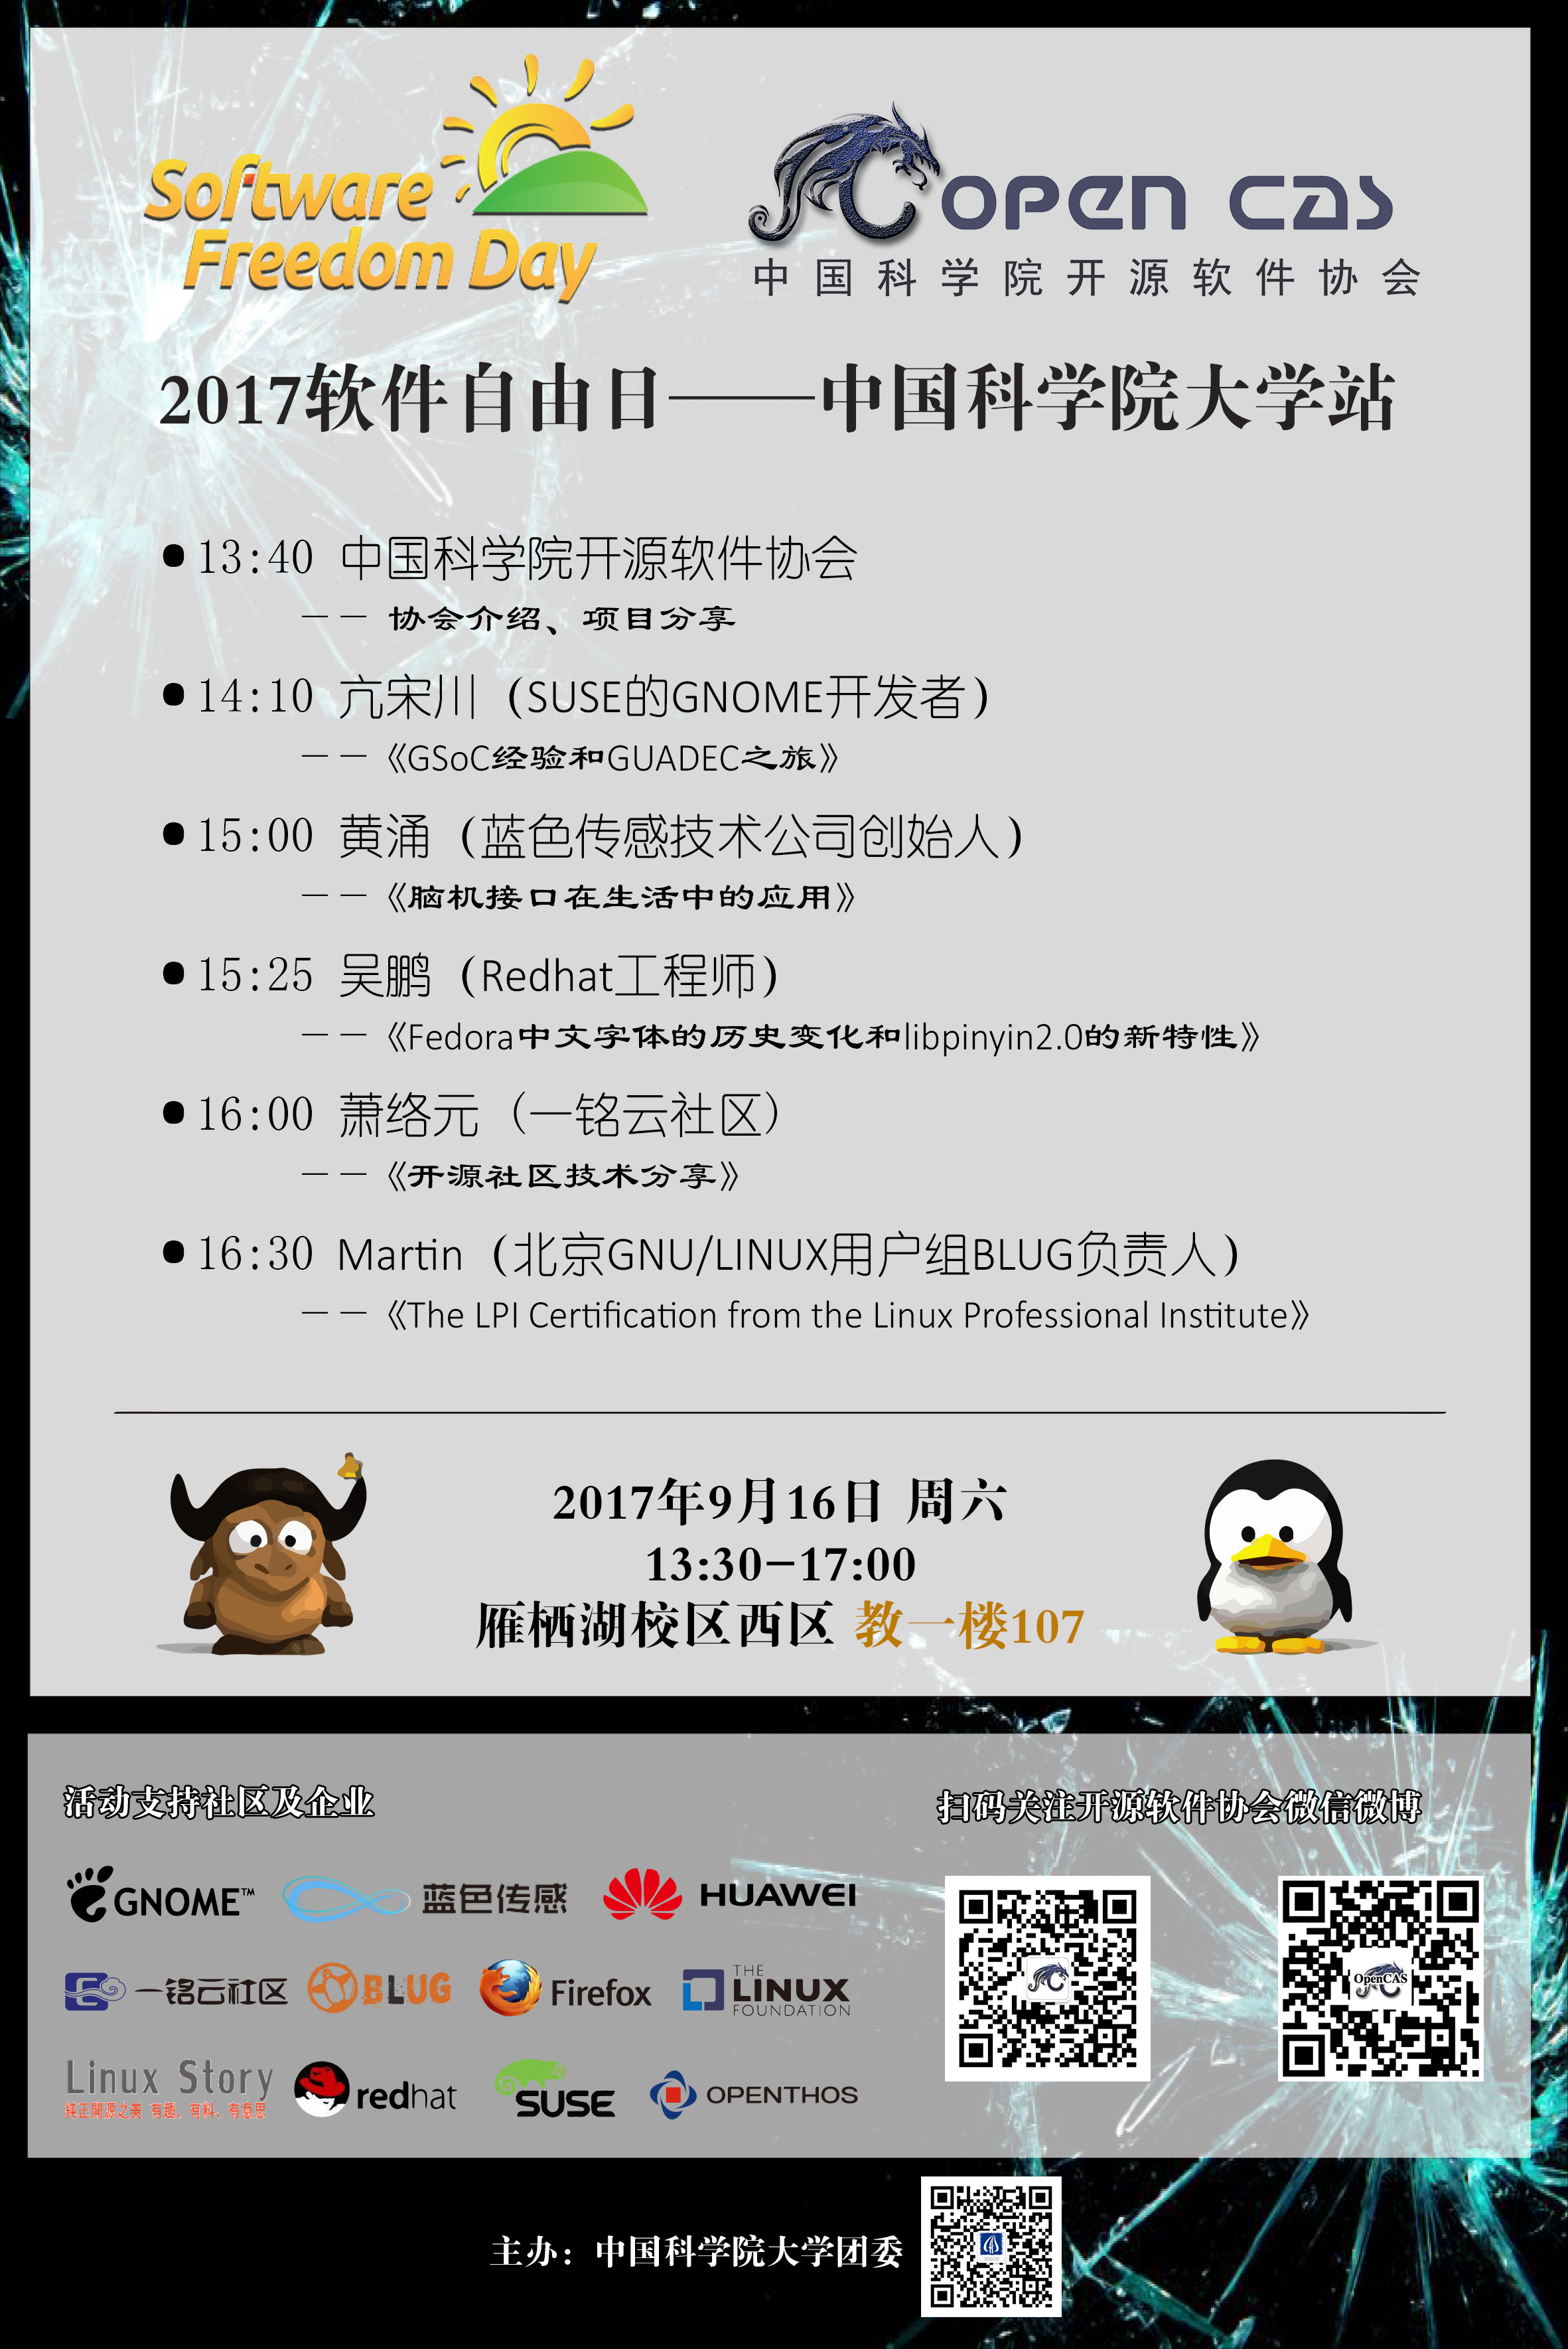 Software
Freedom Day
OPEN CAS
中国科学院开源软件协会
2017软件自由日——中国科学院大学站
●13:40 中国科学院开源软件协会
—— 协会介绍、项目分享
●14:10 亢宋川（SUSE的GNOME开发者）
——《GSoC经验和GUADEC之旅》
●15:00 黄涌（蓝色传感技术公司创始人）
——《脑机接口在生活中的应用》
●15:25 吴鹏（Redhat工程师）
——《Fedora中文字体的历史变化和libpinyin2.0的新特性》
●16:00 萧络元（一铭云社区）
——《开源社区技术分享》
●16:30 Martin（北京GNU/LINUX用户组BLUG负责人）
——《The LPI Certification from the Linux Professional Institute》
2017年9月16日 周六
13:30-17:00
雁栖湖校区西区 教一楼107
活动支持社区及企业
扫码关注开源软件协会微信微博
GNOME™ 蓝色传感 HUAWEI
一铭云社区 BLUG Firefox THE LINUX FOUNDATION
OpenCAS
Linux Story
純正開源之美 有趣、有料、有意思
redhat SUSE OPENTHOS
主办：中国科学院大学团委